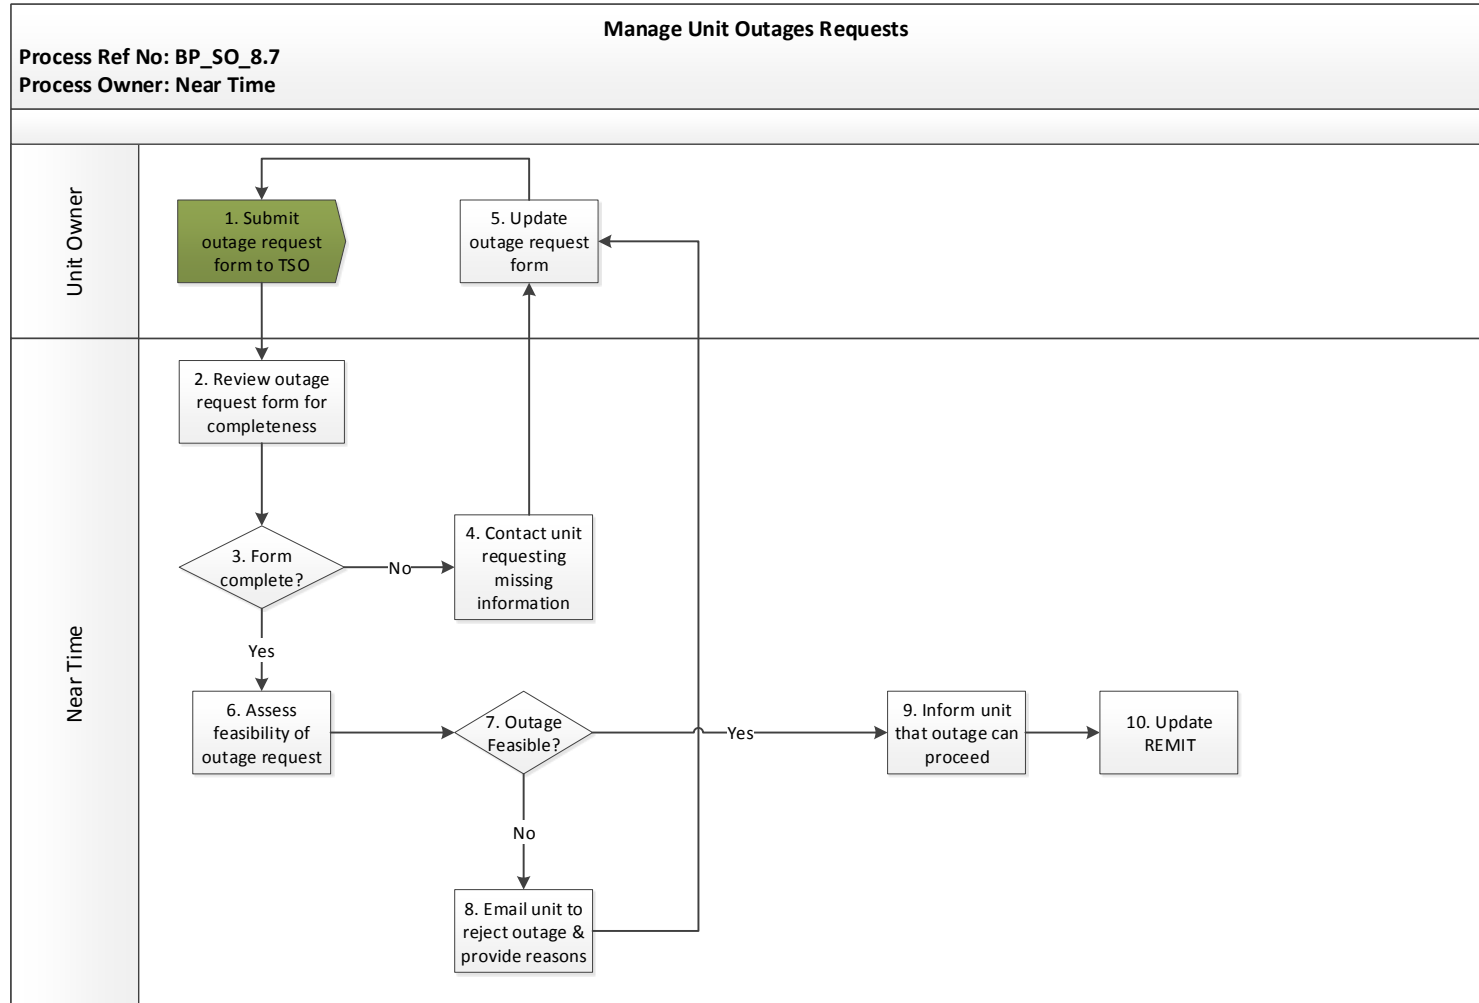 Manage Unit Outages Requests
Process Ref No: BP_SO_8.7
Process Owner: Near Time
Unit Owner
1. Submit
outage request
form to TSO
5. Update
outage request
form
Near Time
2. Review outage
request form for
completeness
3. Form
complete?
No
4. Contact unit
requesting
missing
information
Yes
6. Assess
feasibility of
outage request
7. Outage
Feasible?
Yes
9. Inform unit
that outage can
proceed
10. Update
REMIT
No
8. Email unit to
reject outage &
provide reasons